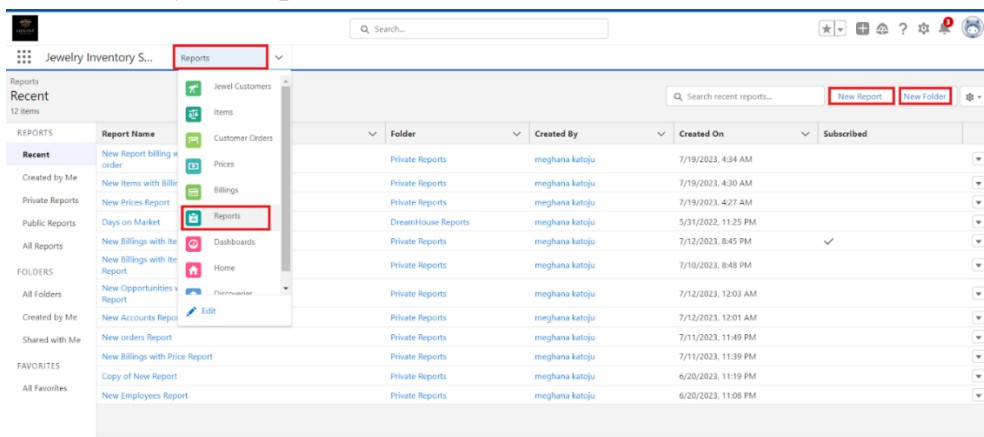 Search...
3
Jewelry Inventory S...
Reports
Reports
Recent
12 items
Search recent reports...
New Report
New Folder
Jewel Customers
Items
Customer Orders
Prices
Billings
Reports
Dashboards
Home
Discoveries
Edit
REPORTS
Recent
Created by Me
Private Reports
Public Reports
All Reports
FOLDERS
All Folders
Created by Me
Shared with Me
FAVORITES
All Favorites
Report Name Folder Created By Created On Subscribed
New Report billing w
order Private Reports meghana katoju 7/19/2023, 4:34 AM
New Items with Billin Private Reports meghana katoju 7/19/2023, 4:30 AM
New Prices Report Private Reports meghana katoju 7/19/2023, 4:27 AM
Days on Market DreamHouse Reports meghana katoju 5/31/2022, 11:25 PM
New Billings with Ite Private Reports meghana katoju 7/12/2023, 8:45 PM
New Billings with Ite
Report Private Reports meghana katoju 7/10/2023, 8:48 PM
New Opportunities w
Report Private Reports meghana katoju 7/12/2023, 12:03 AM
New Accounts Repo Private Reports meghana katoju 7/12/2023, 12:01 AM
New orders Report Private Reports meghana katoju 7/11/2023, 11:49 PM
New Billings with Price Report Private Reports meghana katoju 7/11/2023, 11:39 PM
Copy of New Report Private Reports meghana katoju 6/20/2023, 11:19 PM
New Employees Report Private Reports meghana katoju 6/20/2023, 11:08 PM